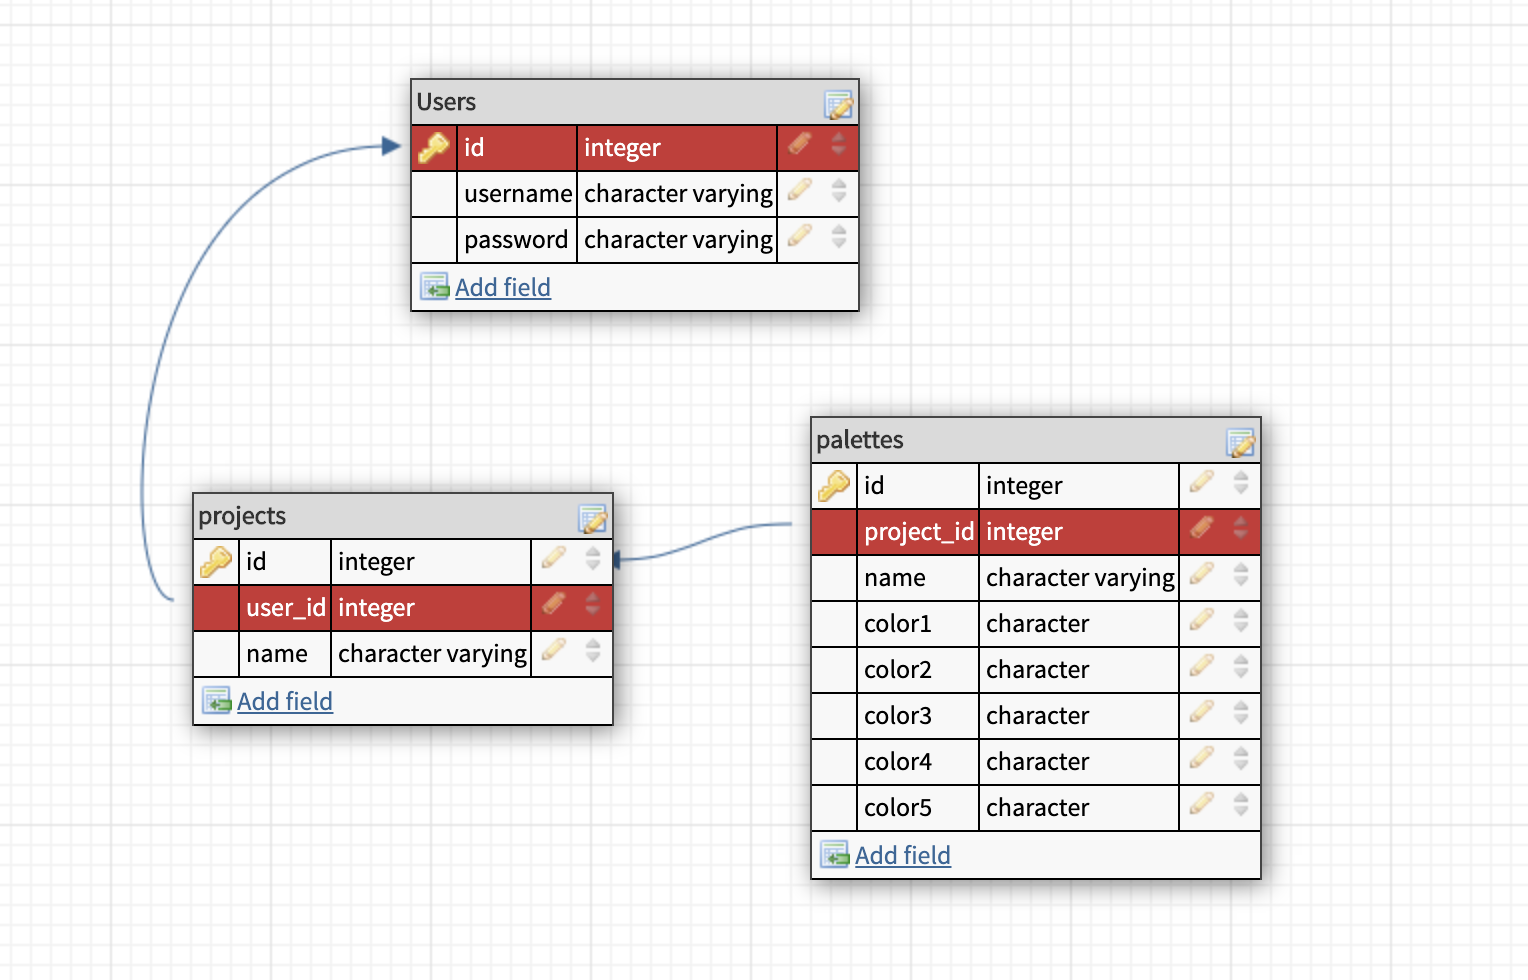 Users
id integer
username character varying
password character varying
Add field
projects
id integer
user_id integer
name character varying
Add field
palettes
id integer
project_id integer
name character varying
color1 character
color2 character
color3 character
color4 character
color5 character
Add field